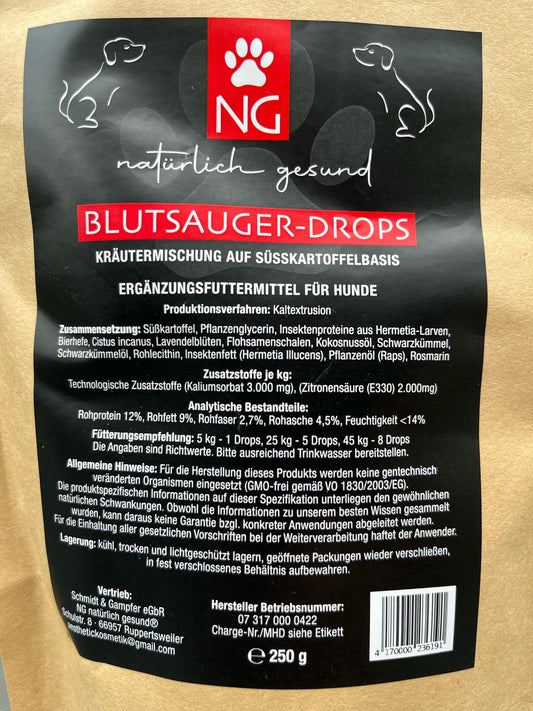 NG
natürlich gesund
BLUTSAUGER-DROPS
KRÄUTERMISCHUNG AUF SÜSSKARTOFFELBASIS
ERGÄNZUNGSFUTTERMITTEL FÜR HUNDE
Produktionsverfahren: Kaltextrusion
Zusammensetzung: Süßkartoffel, Pflanzenglycerin, Insektenproteine aus Hermetia-Larven,
Bierhefe, Cistus incanus, Lavendelblüten, Flohsamenschalen, Kokosnussöl, Schwarzkümmel,
Schwarzkümmelöl, Rohlecithin, Insektenfett (Hermetia Illucens), Pflanzenöl (Raps), Rosmarin
Zusatzstoffe je kg:
Technologische Zusatzstoffe (Kaliumsorbat 3.000 mg), (Zitronensäure (E330) 2.000mg)
Analytische Bestandteile:
Rohprotein 12%, Rohfett 9%, Rohfaser 2,7%, Rohasche 4,5%, Feuchtigkeit <14%
Fütterungsempfehlung: 5 kg - 1 Drops, 25 kg - 5 Drops, 45 kg - 8 Drops
Die Angaben sind Richtwerte. Bitte ausreichend Trinkwasser bereitstellen.
Allgemeine Hinweise: Für die Herstellung dieses Produkts werden keine gentechnisch
veränderten Organismen eingesetzt (GMO-frei gemäß VO 1830/2003/EG).
Die produktspezifischen Informationen auf dieser Spezifikation unterliegen den gewöhnlichen
natürlichen Schwankungen. Obwohl die Informationen zu unserem besten Wissen gesammelt
wurden, kann daraus keine Garantie bzgl. konkreter Anwendungen abgeleitet werden.
Für die Einhaltung aller gesetzlichen Vorschriften bei der Weiterverarbeitung haftet der Anwender.
Lagerung: kühl, trocken und lichtgeschützt lagern, geöffnete Packungen wieder verschließen,
in fest verschlossenes Behältnis aufbewahren.
Vertrieb:
Schmidt & Gampfer eGbR
NG natürlich gesund®
Schulstr. 8 · 66957 Ruppertsweiler
aesthetickosmetik@gmail.com
Hersteller Betriebsnummer:
07 317 000 0422
Charge-Nr./MHD siehe Etikett
℮ 250 g
4 170000 236191